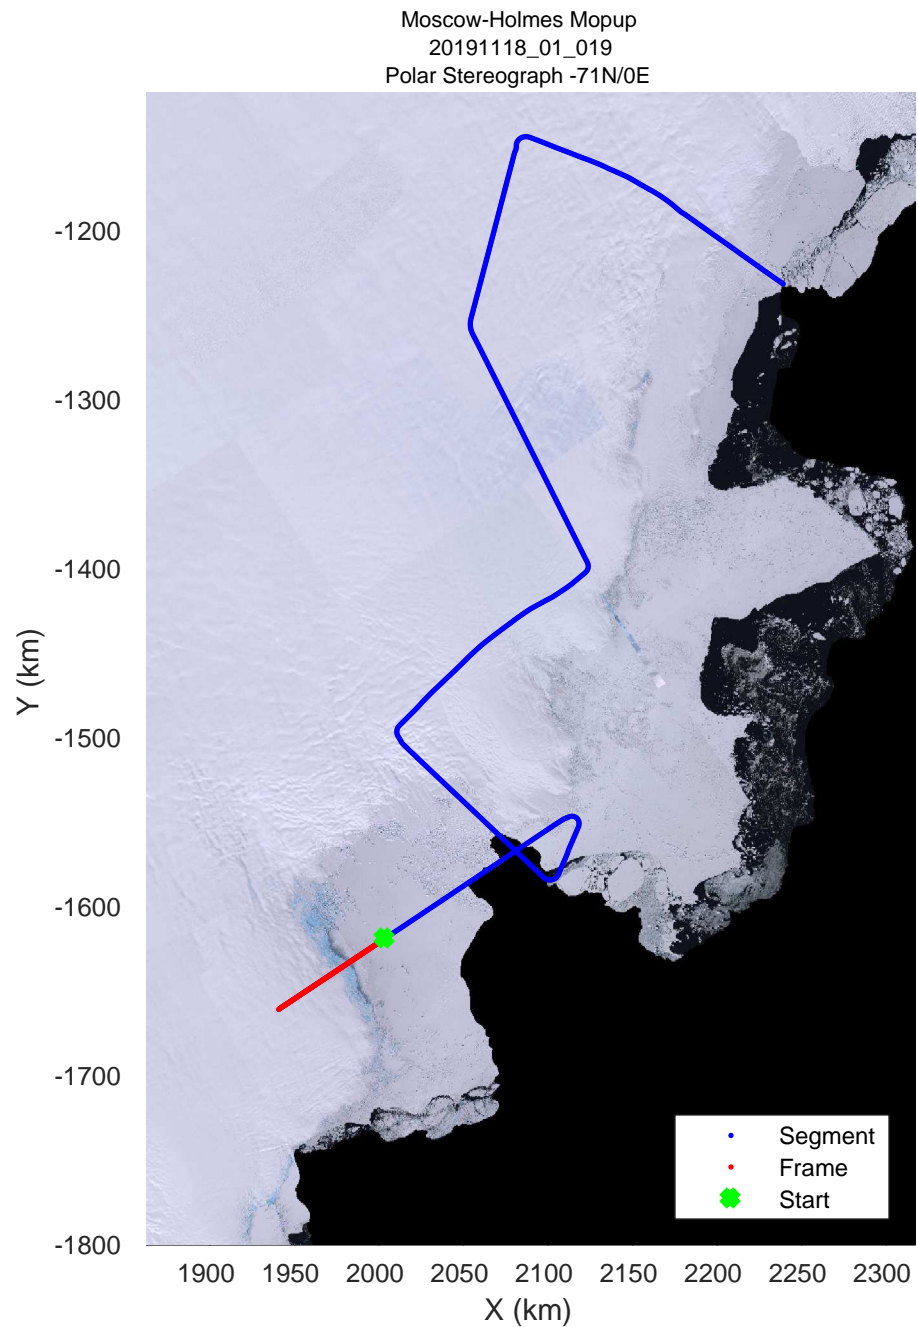 Moscow-Holmes Mopup
20191118_01_019
Polar Stereograph -71N/0E
-1200
-1300
-1400
-1500
-1600
-1700
-1800
Y (km)
Segment
Frame
Start
1900 1950 2000 2050 2100 2150 2200 2250 2300
X (km)